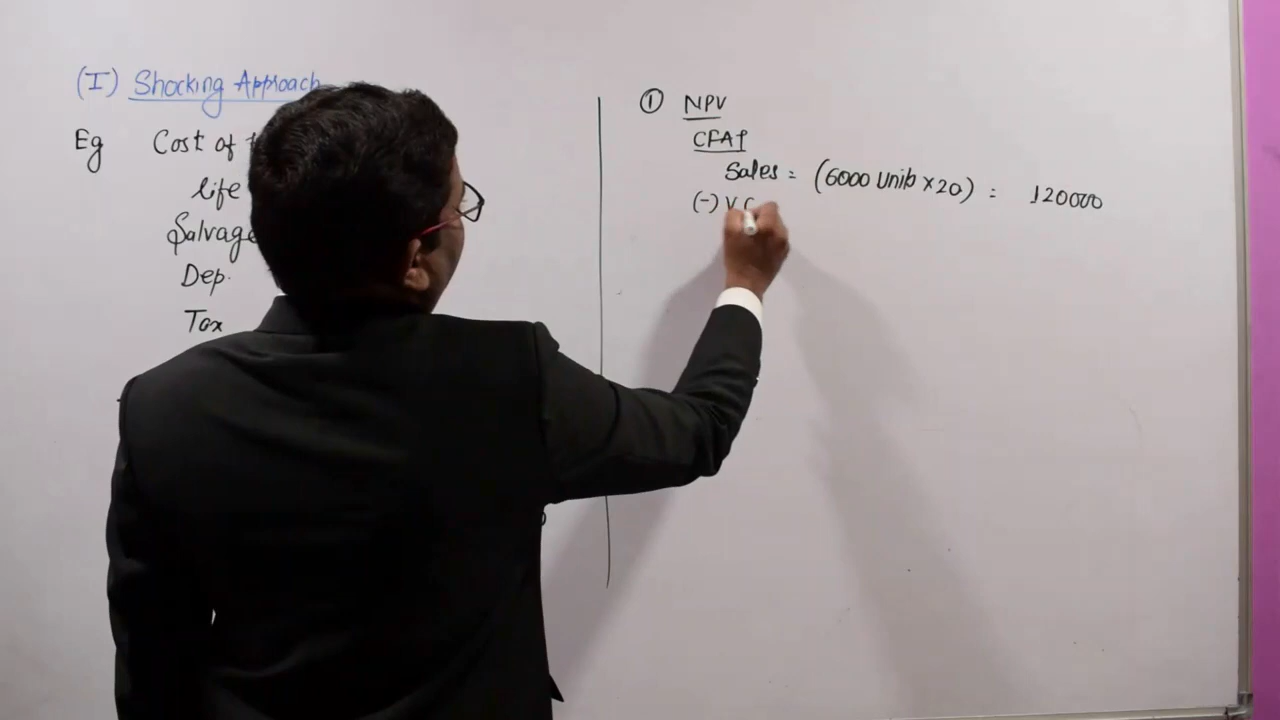 (I) Shocking Approach
Eg Cost of
life
Salvage
Dep.
Tax
① NPV
CFAT
Sales = (6000 Units × 20) = 120000
(-) V C